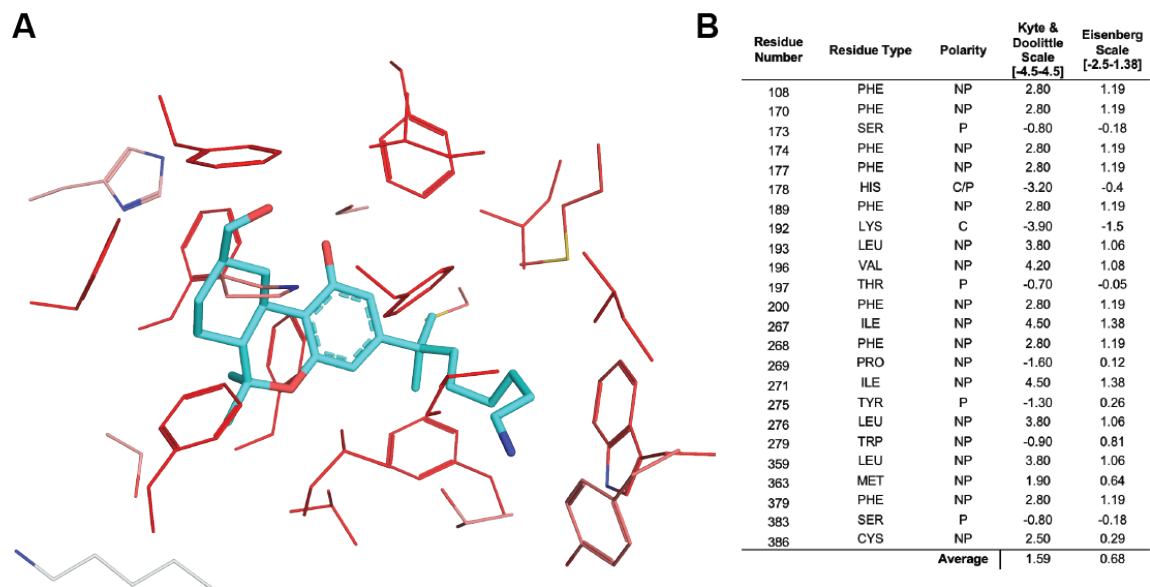 A
B
Residue Number Residue Type Polarity Kyte & Doolittle Scale [-4.5-4.5] Eisenberg Scale [-2.5-1.38]
108 PHE NP 2.80 1.19
170 PHE NP 2.80 1.19
173 SER P -0.80 -0.18
174 PHE NP 2.80 1.19
177 PHE NP 2.80 1.19
178 HIS C/P -3.20 -0.4
189 PHE NP 2.80 1.19
192 LYS C -3.90 -1.5
193 LEU NP 3.80 1.06
196 VAL NP 4.20 1.08
197 THR P -0.70 -0.05
200 PHE NP 2.80 1.19
267 ILE NP 4.50 1.38
268 PHE NP 2.80 1.19
269 PRO NP -1.60 0.12
271 ILE NP 4.50 1.38
275 TYR P -1.30 0.26
276 LEU NP 3.80 1.06
279 TRP NP -0.90 0.81
359 LEU NP 3.80 1.06
363 MET NP 1.90 0.64
379 PHE NP 2.80 1.19
383 SER P -0.80 -0.18
386 CYS NP 2.50 0.29
Average 1.59 0.68